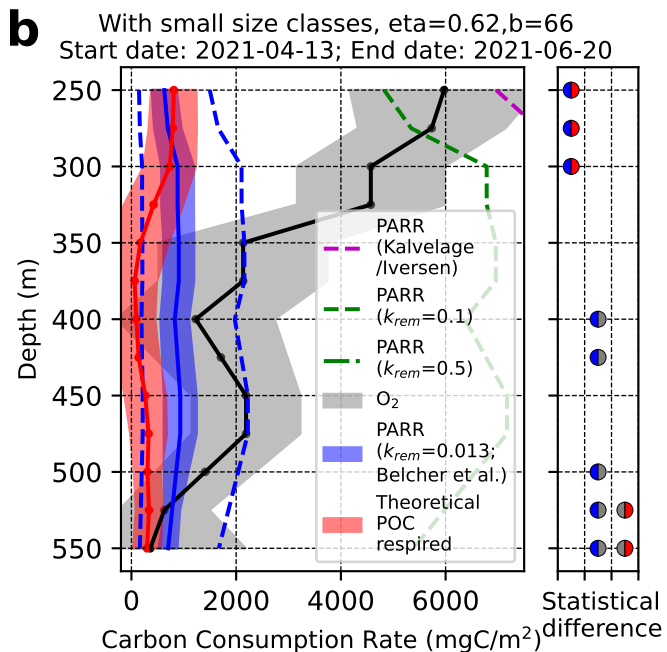 b
With small size classes, eta=0.62,b=66
Start date: 2021-04-13; End date: 2021-06-20
250
300
350
400
450
500
550
Depth (m)
0
2000
4000
6000
Carbon Consumption Rate (mgC/m²)
PARR
(Kalvelage
/Iversen)
PARR
(k_rem=0.1)
PARR
(k_rem=0.5)
O₂
PARR
(k_rem=0.013;
Belcher et al.)
Theoretical
POC
respired
Statistical
difference